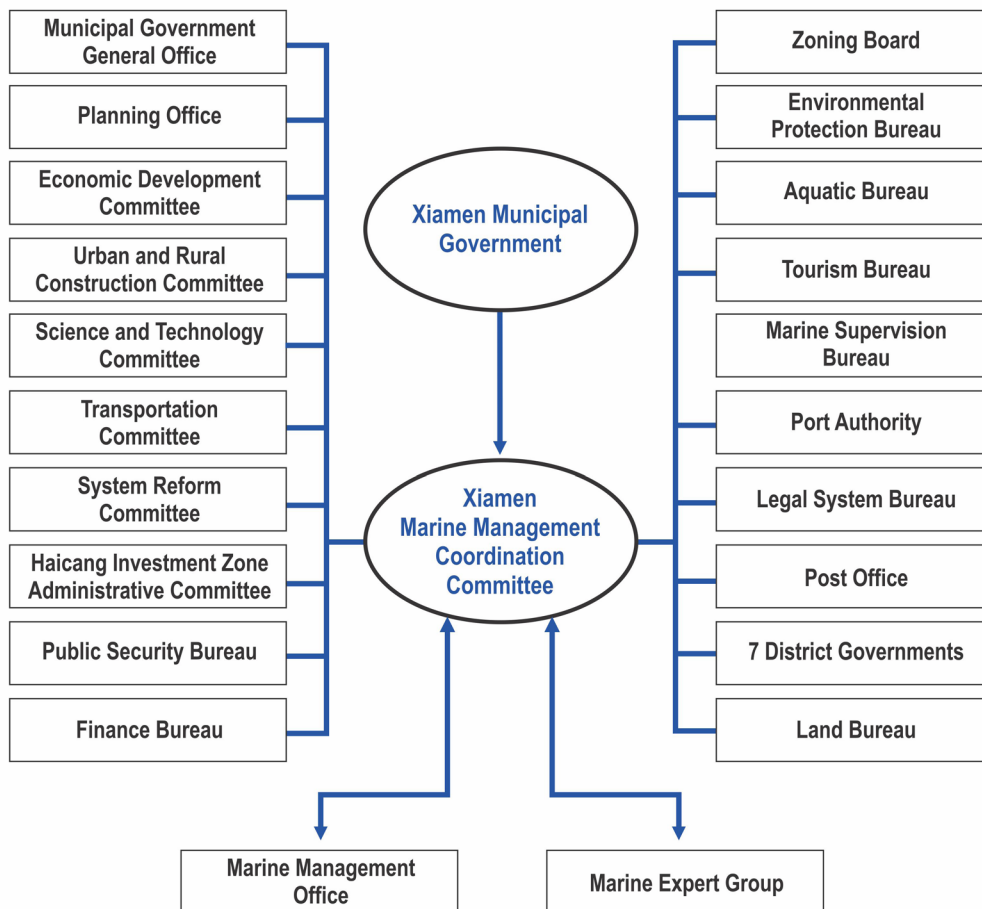 Municipal Government
General Office
Planning Office
Economic Development
Committee
Urban and Rural
Construction Committee
Science and Technology
Committee
Transportation
Committee
System Reform
Committee
Haicang Investment Zone
Administrative Committee
Public Security Bureau
Finance Bureau
Xiamen Municipal
Government
Xiamen
Marine Management
Coordination
Committee
Zoning Board
Environmental
Protection Bureau
Aquatic Bureau
Tourism Bureau
Marine Supervision
Bureau
Port Authority
Legal System Bureau
Post Office
7 District Governments
Land Bureau
Marine Management
Office
Marine Expert Group